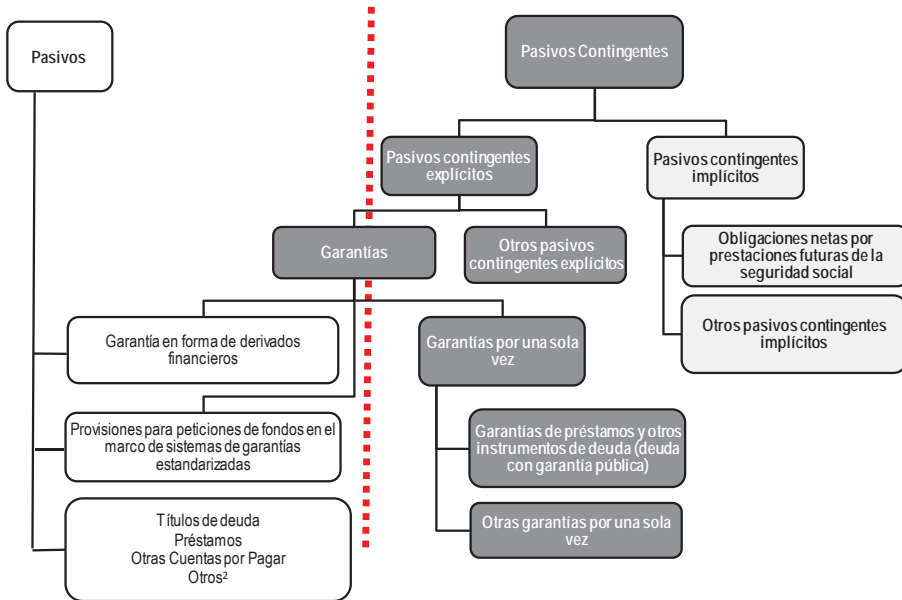 Pasivos
Pasivos Contingentes
Pasivos contingentes
explícitos
Pasivos contingentes
implícitos
Garantías
Otros pasivos
contingentes explícitos
Obligaciones netas por
prestaciones futuras de la
seguridad social
Otros pasivos contingentes
implícitos
Garantía en forma de derivados
financieros
Garantías por una sola
vez
Provisiones para peticiones de fondos en el
marco de sistemas de garantías
estandarizadas
Garantías de préstamos y otros
instrumentos de deuda (deuda
con garantía pública)
Títulos de deuda
Préstamos
Otras Cuentas por Pagar
Otros²
Otras garantías por una sola
vez